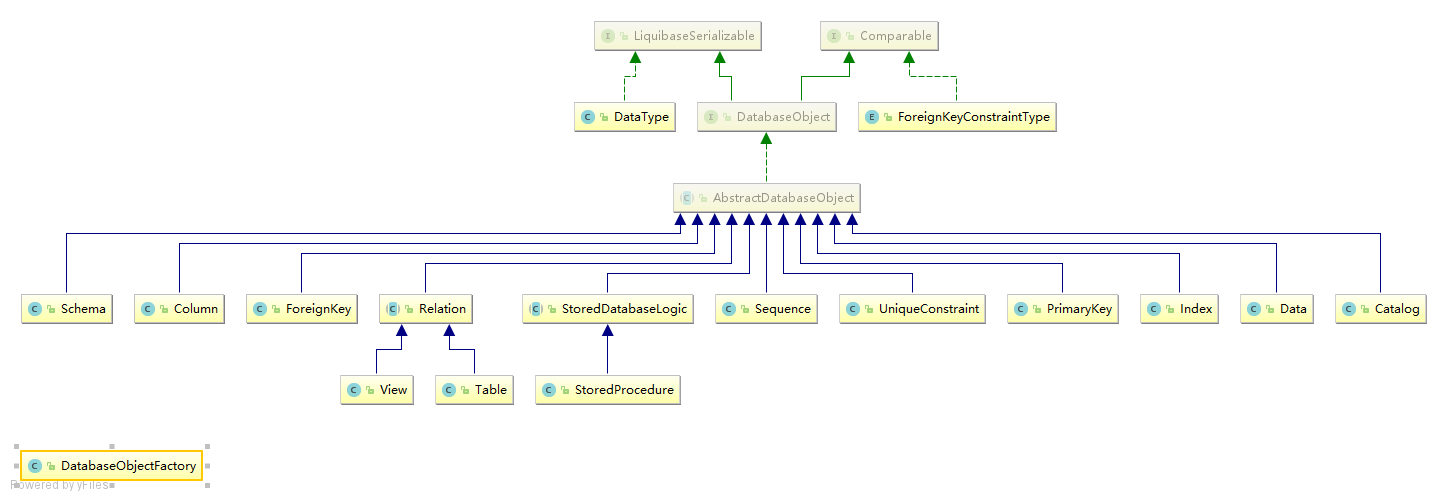 I LiquibaseSerializable
I Comparable
C DataType
I DatabaseObject
E ForeignKeyConstraintType
C AbstractDatabaseObject
C Schema
C Column
C ForeignKey
C Relation
C StoredDatabaseLogic
C Sequence
C UniqueConstraint
C PrimaryKey
C Index
C Data
C Catalog
C View
C Table
C StoredProcedure
C DatabaseObjectFactory
Powered by yFiles